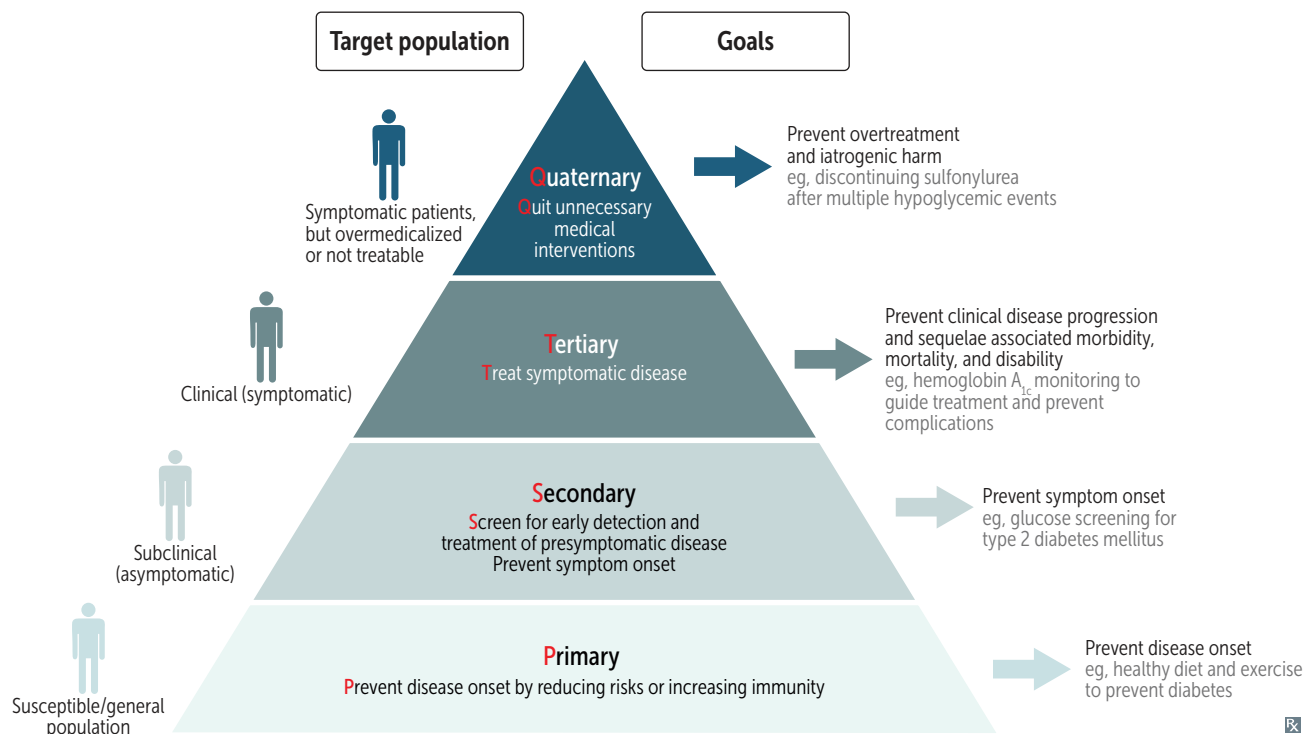 Target population
Goals
Quaternary
Quit unnecessary
medical
interventions
Symptomatic patients,
but overmedicalized
or not treatable
Prevent overtreatment
and iatrogenic harm
eg, discontinuing sulfonylurea
after multiple hypoglycemic events
Tertiary
Treat symptomatic disease
Clinical (symptomatic)
Prevent clinical disease progression
and sequelae associated morbidity,
mortality, and disability
eg, hemoglobin A1c monitoring to
guide treatment and prevent
complications
Secondary
Screen for early detection and
treatment of presymptomatic disease
Prevent symptom onset
Subclinical
(asymptomatic)
Prevent symptom onset
eg, glucose screening for
type 2 diabetes mellitus
Primary
Prevent disease onset by reducing risks or increasing immunity
Susceptible/general
population
Prevent disease onset
eg, healthy diet and exercise
to prevent diabetes
Rx